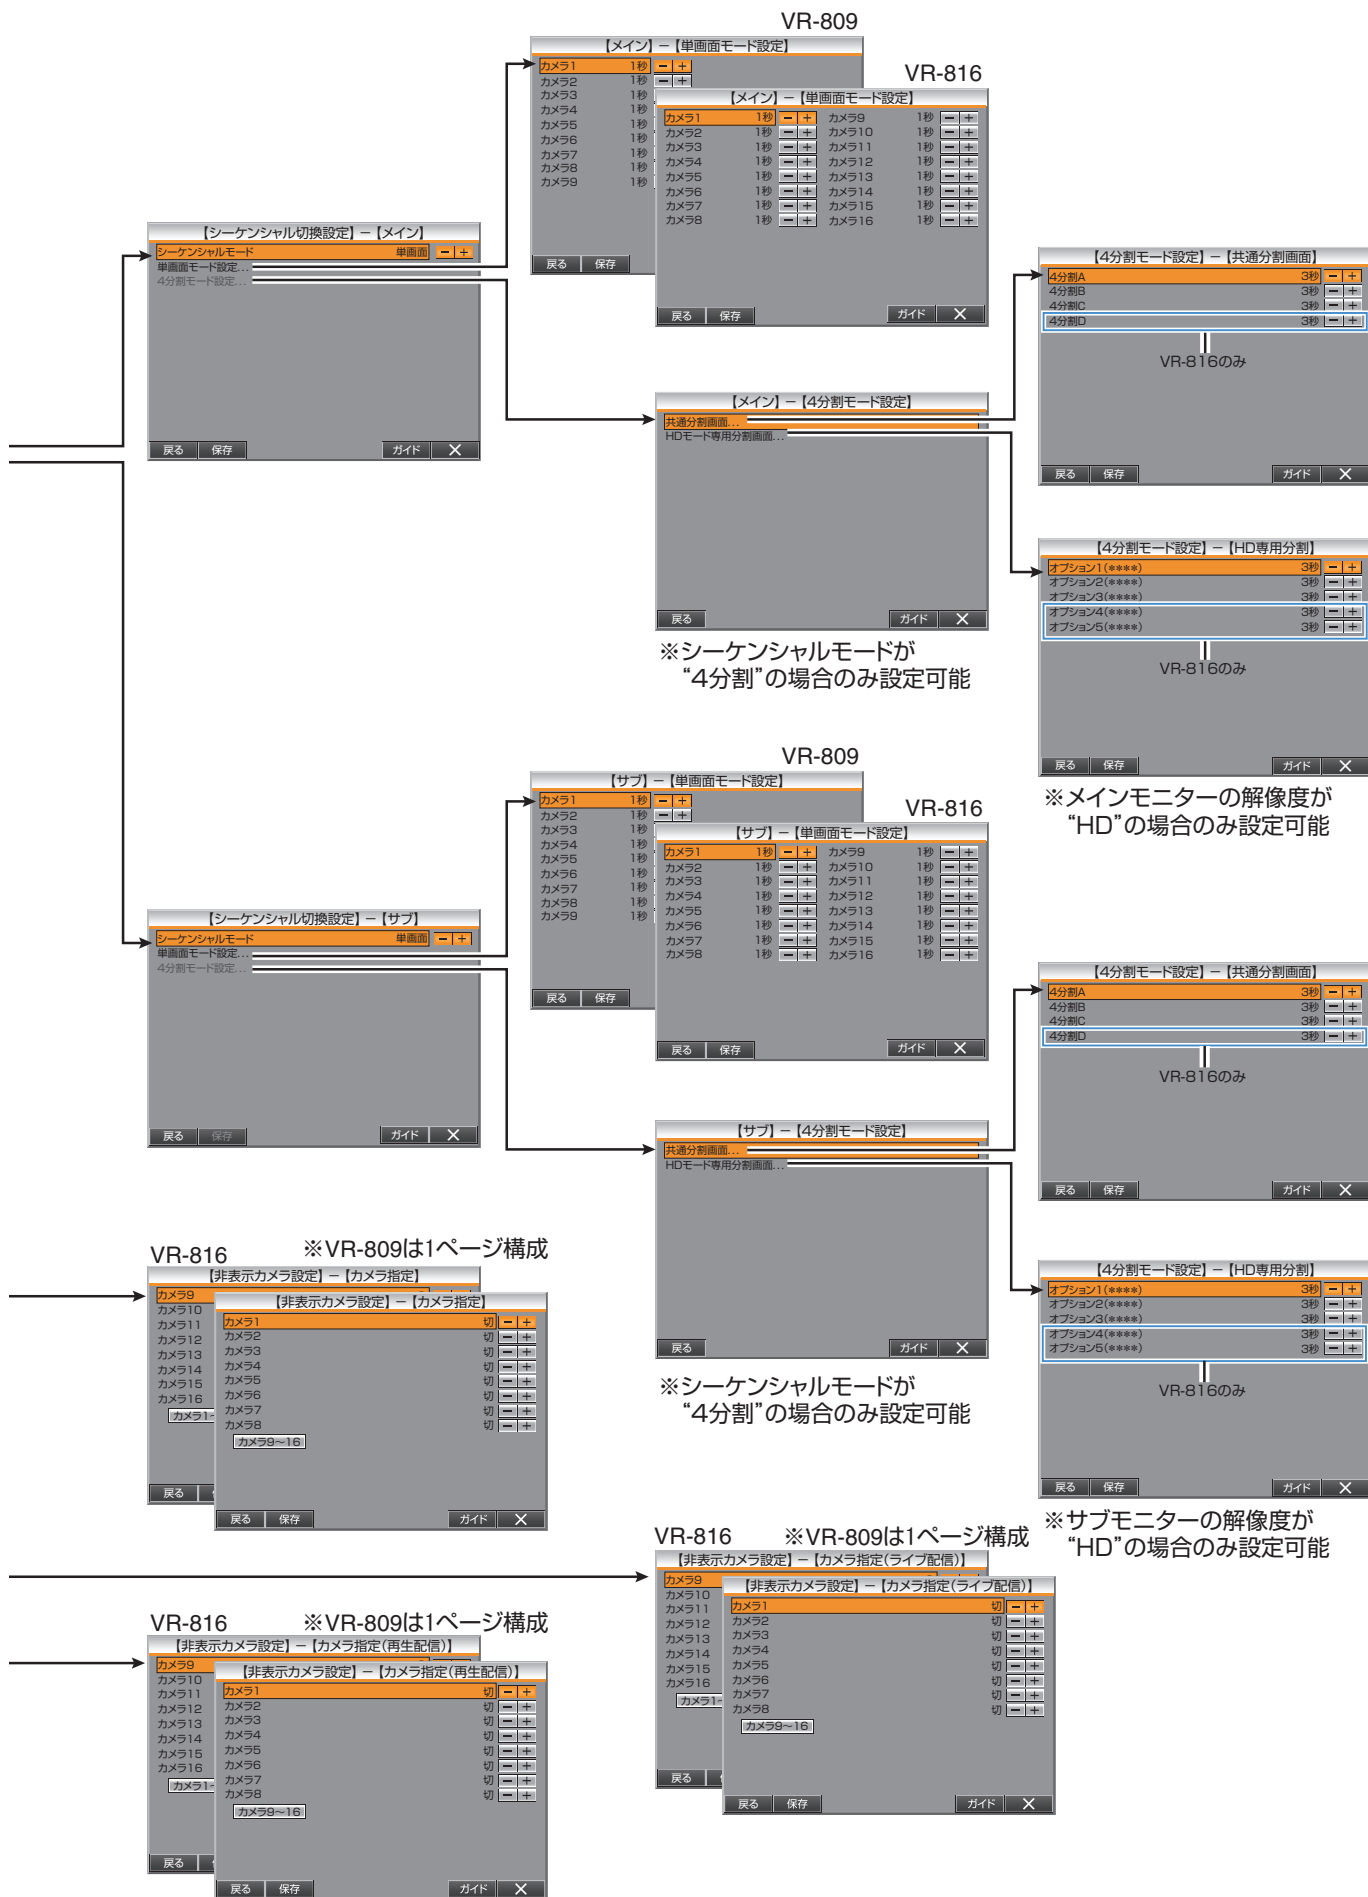 VR-809
【メイン】－【単画面モード設定】
カメラ1 1秒 － ＋
カメラ2 1秒 － ＋
カメラ3 1秒
カメラ4 1秒
カメラ5 1秒
カメラ6 1秒
カメラ7 1秒
カメラ8 1秒
カメラ9 1秒
戻る 保存
VR-816
【メイン】－【単画面モード設定】
カメラ1 1秒 － ＋ カメラ9 1秒 － ＋
カメラ2 1秒 － ＋ カメラ10 1秒 － ＋
カメラ3 1秒 － ＋ カメラ11 1秒 － ＋
カメラ4 1秒 － ＋ カメラ12 1秒 － ＋
カメラ5 1秒 － ＋ カメラ13 1秒 － ＋
カメラ6 1秒 － ＋ カメラ14 1秒 － ＋
カメラ7 1秒 － ＋ カメラ15 1秒 － ＋
カメラ8 1秒 － ＋ カメラ16 1秒 － ＋
戻る 保存 ガイド ×
【シーケンシャル切換設定】－【メイン】
シーケンシャルモード 単画面 － ＋
単画面モード設定...
4分割モード設定...
戻る 保存 ガイド ×
【4分割モード設定】－【共通分割画面】
4分割A 3秒 － ＋
4分割B 3秒 － ＋
4分割C 3秒 － ＋
4分割D 3秒 － ＋
VR-816のみ
戻る 保存 ガイド ×
【メイン】－【4分割モード設定】
共通分割画面...
HDモード専用分割画面...
戻る ガイド ×
※シーケンシャルモードが
“4分割”の場合のみ設定可能
【4分割モード設定】－【HD専用分割】
オプション1(****) 3秒 － ＋
オプション2(****) 3秒 － ＋
オプション3(****) 3秒 － ＋
オプション4(****) 3秒 － ＋
オプション5(****) 3秒 － ＋
VR-816のみ
戻る 保存 ガイド ×
※メインモニターの解像度が
“HD”の場合のみ設定可能
VR-809
【サブ】－【単画面モード設定】
カメラ1 1秒 － ＋
カメラ2 1秒 － ＋
カメラ3 1秒
カメラ4 1秒
カメラ5 1秒
カメラ6 1秒
カメラ7 1秒
カメラ8 1秒
カメラ9 1秒
戻る 保存
VR-816
【サブ】－【単画面モード設定】
カメラ1 1秒 － ＋ カメラ9 1秒 － ＋
カメラ2 1秒 － ＋ カメラ10 1秒 － ＋
カメラ3 1秒 － ＋ カメラ11 1秒 － ＋
カメラ4 1秒 － ＋ カメラ12 1秒 － ＋
カメラ5 1秒 － ＋ カメラ13 1秒 － ＋
カメラ6 1秒 － ＋ カメラ14 1秒 － ＋
カメラ7 1秒 － ＋ カメラ15 1秒 － ＋
カメラ8 1秒 － ＋ カメラ16 1秒 － ＋
戻る 保存 ガイド ×
【シーケンシャル切換設定】－【サブ】
シーケンシャルモード 単画面 － ＋
単画面モード設定...
4分割モード設定...
戻る 保存 ガイド ×
【4分割モード設定】－【共通分割画面】
4分割A 3秒 － ＋
4分割B 3秒 － ＋
4分割C 3秒 － ＋
4分割D 3秒 － ＋
VR-816のみ
戻る 保存 ガイド ×
【サブ】－【4分割モード設定】
共通分割画面...
HDモード専用分割画面...
戻る ガイド ×
※シーケンシャルモードが
“4分割”の場合のみ設定可能
【4分割モード設定】－【HD専用分割】
オプション1(****) 3秒 － ＋
オプション2(****) 3秒 － ＋
オプション3(****) 3秒 － ＋
オプション4(****) 3秒 － ＋
オプション5(****) 3秒 － ＋
VR-816のみ
戻る 保存 ガイド ×
※サブモニターの解像度が
“HD”の場合のみ設定可能
VR-816 ※VR-809は1ページ構成
【非表示カメラ設定】－【カメラ指定】
カメラ9
カメラ10
カメラ11
カメラ12
カメラ13
カメラ14
カメラ15
カメラ16
カメラ1～
戻る
【非表示カメラ設定】－【カメラ指定】
カメラ1 切 － ＋
カメラ2 切 － ＋
カメラ3 切 － ＋
カメラ4 切 － ＋
カメラ5 切 － ＋
カメラ6 切 － ＋
カメラ7 切 － ＋
カメラ8 切 － ＋
カメラ9～16
戻る 保存 ガイド ×
VR-816 ※VR-809は1ページ構成
【非表示カメラ設定】－【カメラ指定(ライブ配信)】
カメラ9
カメラ10
カメラ11
カメラ12
カメラ13
カメラ14
カメラ15
カメラ16
カメラ1～
戻る
【非表示カメラ設定】－【カメラ指定(ライブ配信)】
カメラ1 切 － ＋
カメラ2 切 － ＋
カメラ3 切 － ＋
カメラ4 切 － ＋
カメラ5 切 － ＋
カメラ6 切 － ＋
カメラ7 切 － ＋
カメラ8 切 － ＋
カメラ9～16
戻る 保存 ガイド ×
VR-816 ※VR-809は1ページ構成
【非表示カメラ設定】－【カメラ指定(再生配信)】
カメラ9
カメラ10
カメラ11
カメラ12
カメラ13
カメラ14
カメラ15
カメラ16
カメラ1～
戻る
【非表示カメラ設定】－【カメラ指定(再生配信)】
カメラ1 切 － ＋
カメラ2 切 － ＋
カメラ3 切 － ＋
カメラ4 切 － ＋
カメラ5 切 － ＋
カメラ6 切 － ＋
カメラ7 切 － ＋
カメラ8 切 － ＋
カメラ9～16
戻る 保存 ガイド ×